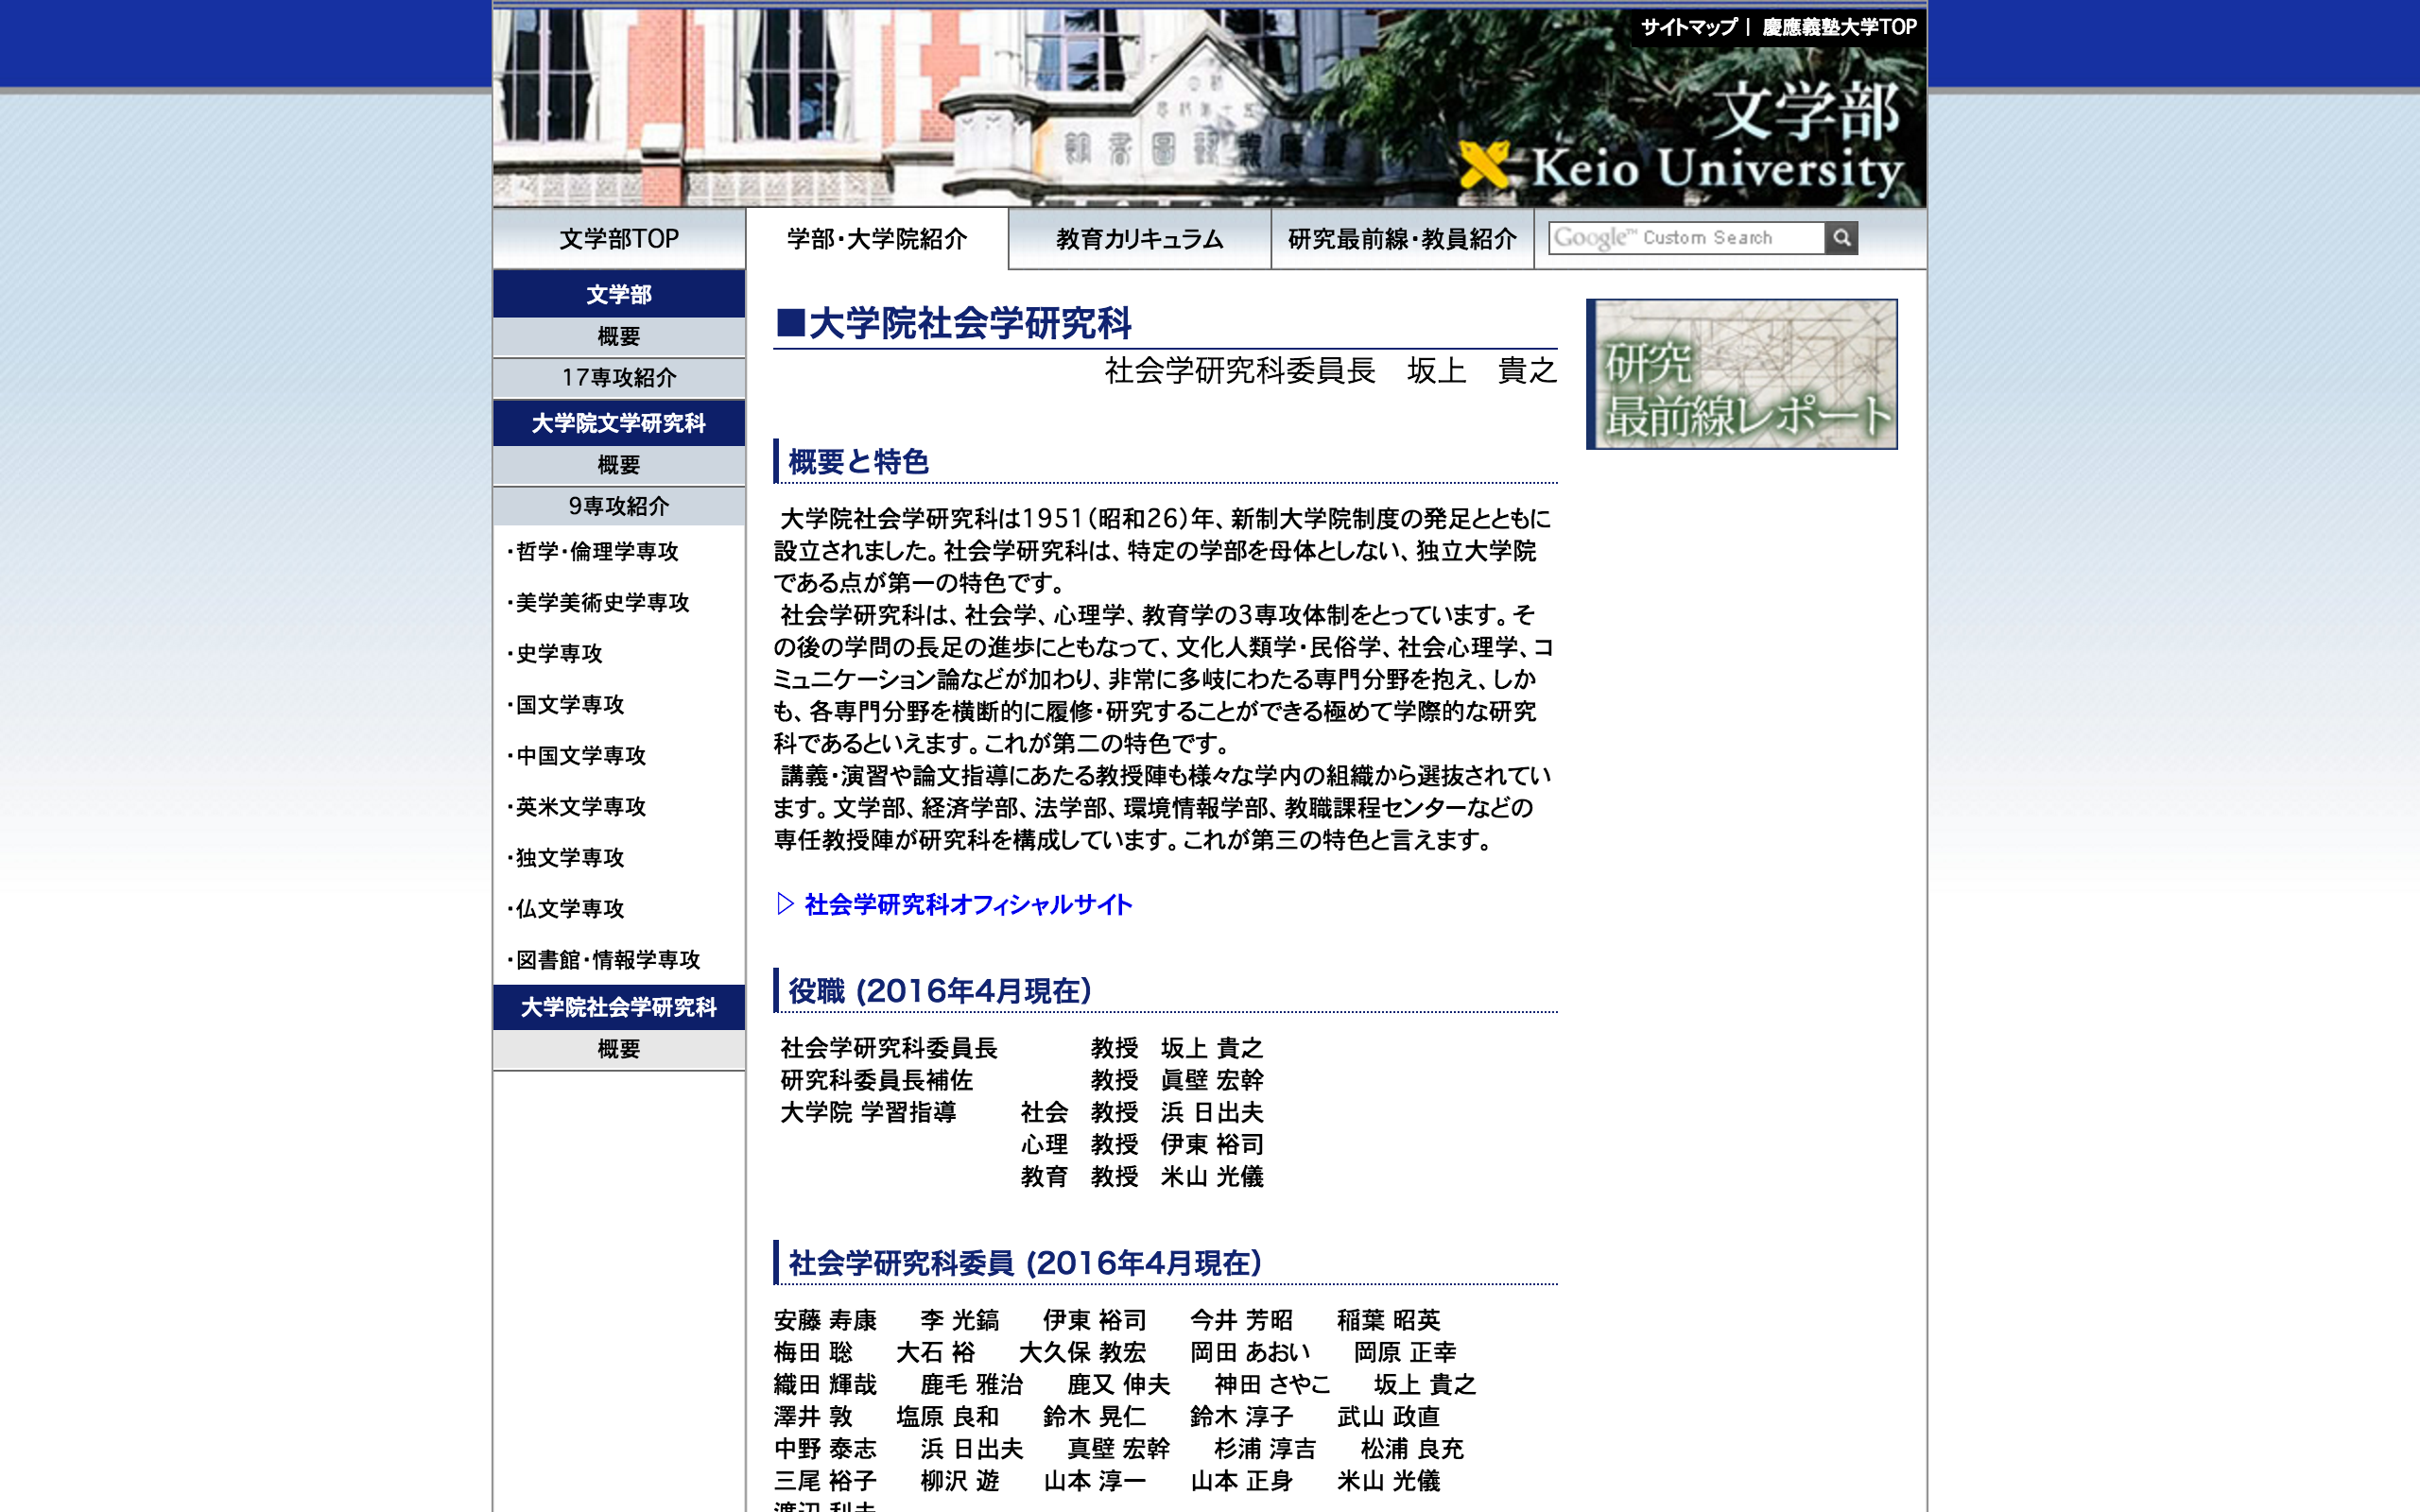 サイトマップ | 慶應義塾大学TOP
文学部
Keio University
文学部TOP
学部・大学院紹介
教育カリキュラム
研究最前線・教員紹介
Google™ Custom Search
文学部
概要
17専攻紹介
大学院文学研究科
概要
9専攻紹介
・哲学・倫理学専攻
・美学美術史学専攻
・史学専攻
・国文学専攻
・中国文学専攻
・英米文学専攻
・独文学専攻
・仏文学専攻
・図書館・情報学専攻
大学院社会学研究科
概要
■大学院社会学研究科
社会学研究科委員長　坂上　貴之
概要と特色
大学院社会学研究科は1951(昭和26)年、新制大学院制度の発足とともに
設立されました。社会学研究科は、特定の学部を母体としない、独立大学院
である点が第一の特色です。
社会学研究科は、社会学、心理学、教育学の3専攻体制をとっています。そ
の後の学問の長足の進歩にともなって、文化人類学・民俗学、社会心理学、コ
ミュニケーション論などが加わり、非常に多岐にわたる専門分野を抱え、しか
も、各専門分野を横断的に履修・研究することができる極めて学際的な研究
科であるといえます。これが第二の特色です。
講義・演習や論文指導にあたる教授陣も様々な学内の組織から選抜されてい
ます。文学部、経済学部、法学部、環境情報学部、教職課程センターなどの
専任教授陣が研究科を構成しています。これが第三の特色と言えます。
▷ 社会学研究科オフィシャルサイト
役職 (2016年4月現在)
社会学研究科委員長 教授 坂上 貴之
研究科委員長補佐 教授 眞壁 宏幹
大学院 学習指導 社会 教授 浜 日出夫
心理 教授 伊東 裕司
教育 教授 米山 光儀
社会学研究科委員 (2016年4月現在)
安藤 寿康 李 光鎬 伊東 裕司 今井 芳昭 稲葉 昭英
梅田 聡 大石 裕 大久保 教宏 岡田 あおい 岡原 正幸
織田 輝哉 鹿毛 雅治 鹿又 伸夫 神田 さやこ 坂上 貴之
澤井 敦 塩原 良和 鈴木 晃仁 鈴木 淳子 武山 政直
中野 泰志 浜 日出夫 真壁 宏幹 杉浦 淳吉 松浦 良充
三尾 裕子 柳沢 遊 山本 淳一 山本 正身 米山 光儀
渡辺 利夫
研究
最前線レポート